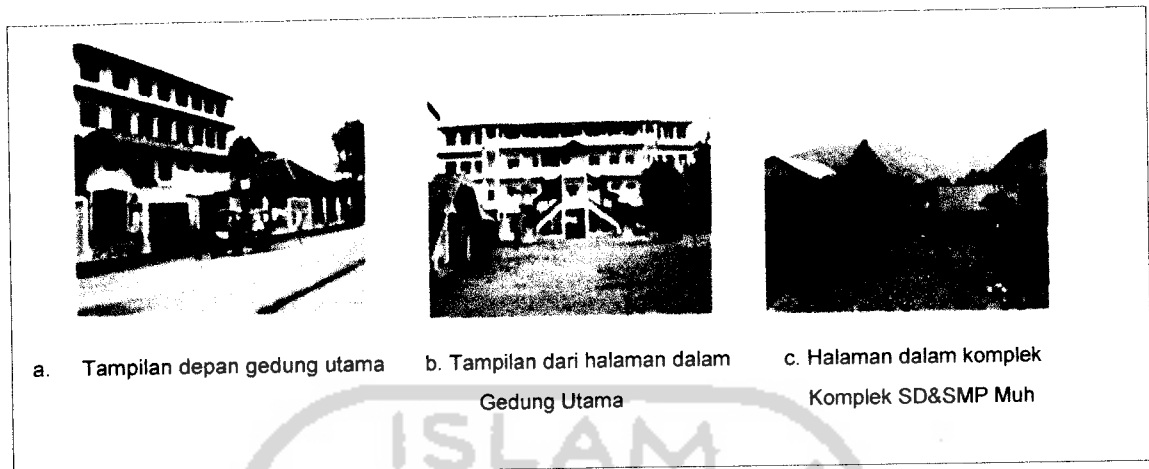 a. Tampilan depan gedung utama
b. Tampilan dari halaman dalam
Gedung Utama
c. Halaman dalam komplek
Komplek SD&SMP Muh
ISLAM